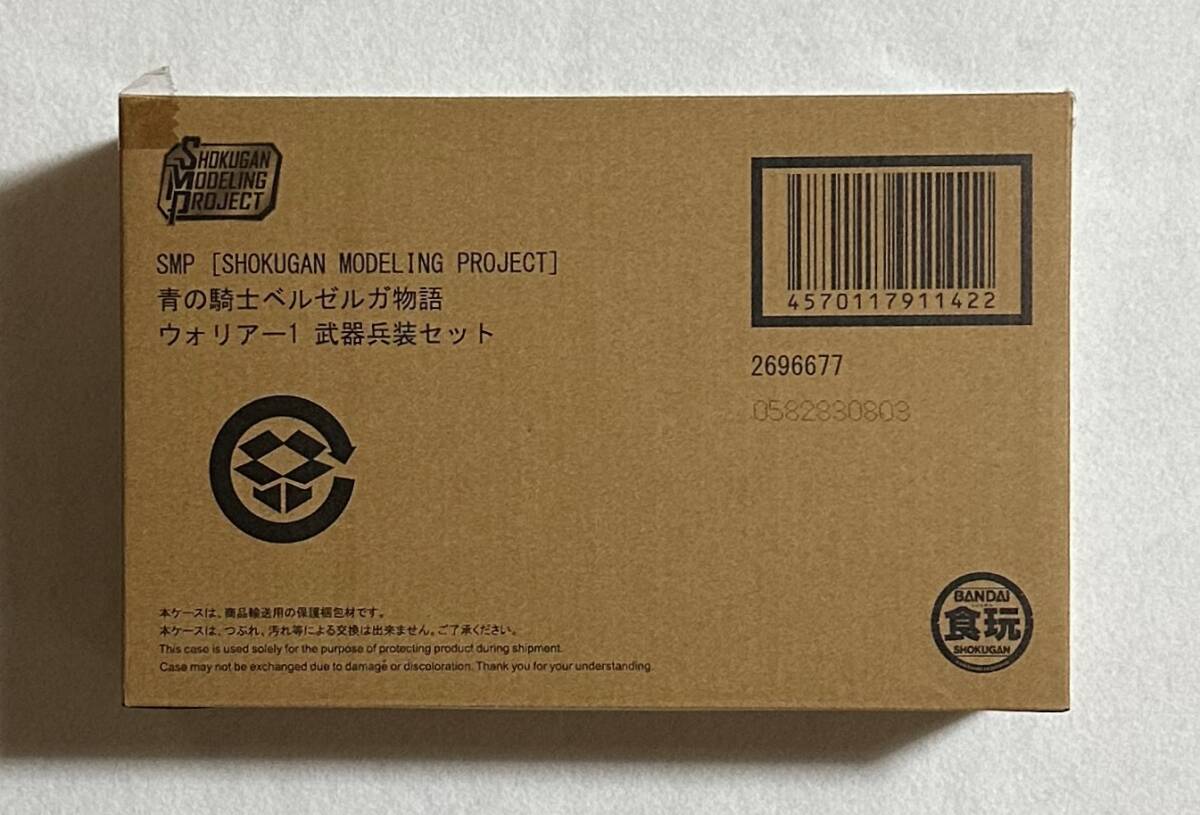 SHOKUGAN
MODELING
PROJECT
SMP [SHOKUGAN MODELING PROJECT]
青の騎士ベルゼルガ物語
ウォリアー1 武器兵装セット
4570117911422
2696677
0582830803
本ケースは、商品輸送用の保護梱包材です。
本ケースは、つぶれ、汚れ等による交換は出来ません。ご了承ください。
This case is used solely for the purpose of protecting product during shipment.
Case may not be exchanged due to damage or discoloration. Thank you for your understanding.
BANDAI
食玩
SHOKUGAN